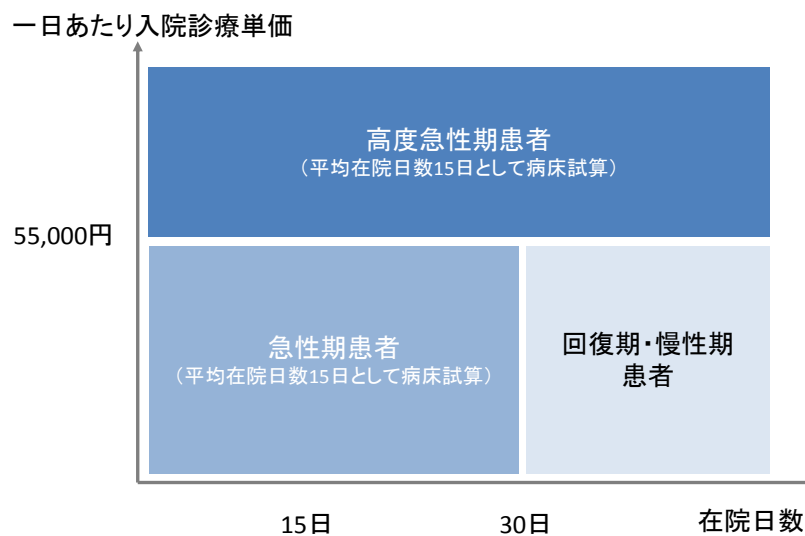 一日あたり入院診療単価
高度急性期患者
（平均在院日数15日として病床試算）
55,000円
急性期患者
（平均在院日数15日として病床試算）
回復期・慢性期
患者
15日
30日
在院日数